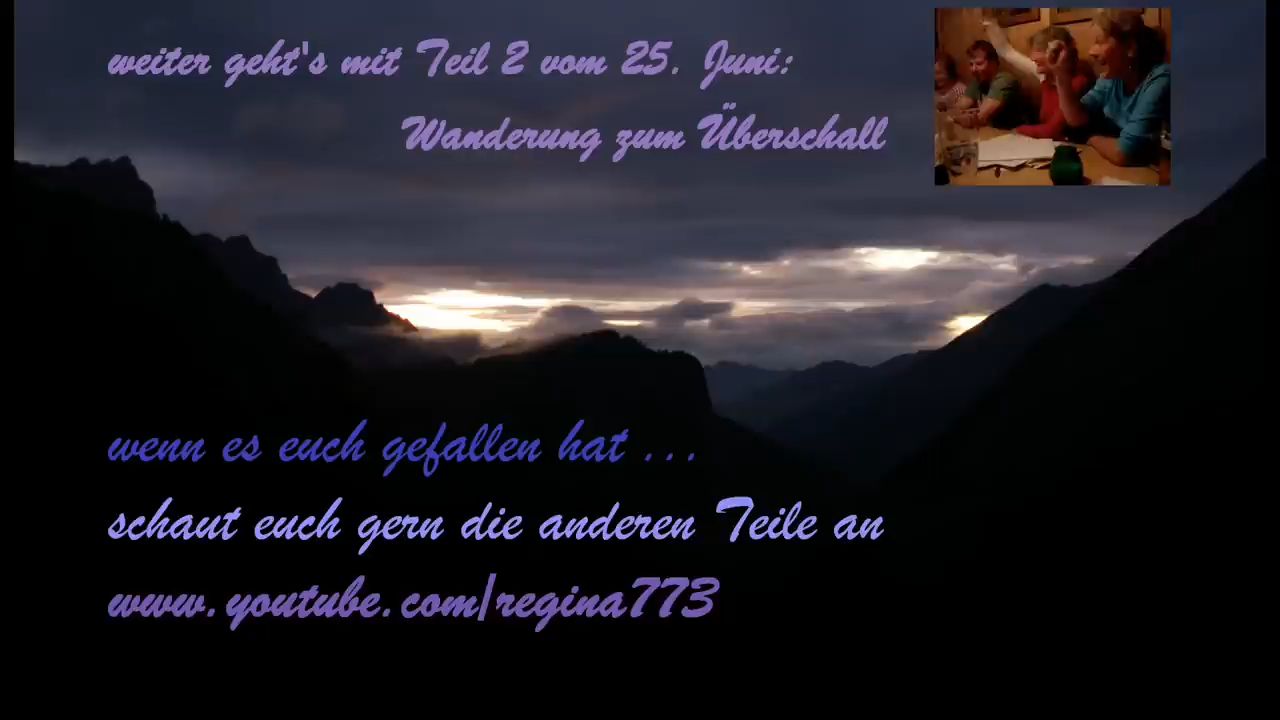 weiter geht's mit Teil 2 vom 25. Juni:
Wanderung zum Überschall
wenn es euch gefallen hat ...
schaut euch gern die anderen Teile an
www.youtube.com/regina773